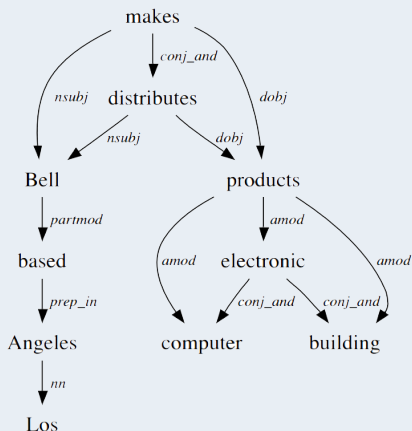 makes
conj_and
nsubj
distributes
dobj
nsubj
dobj
Bell
products
partmod
amod
based
amod
electronic
amod
prep_in
conj_and
conj_and
Angeles
computer
building
nn
Los